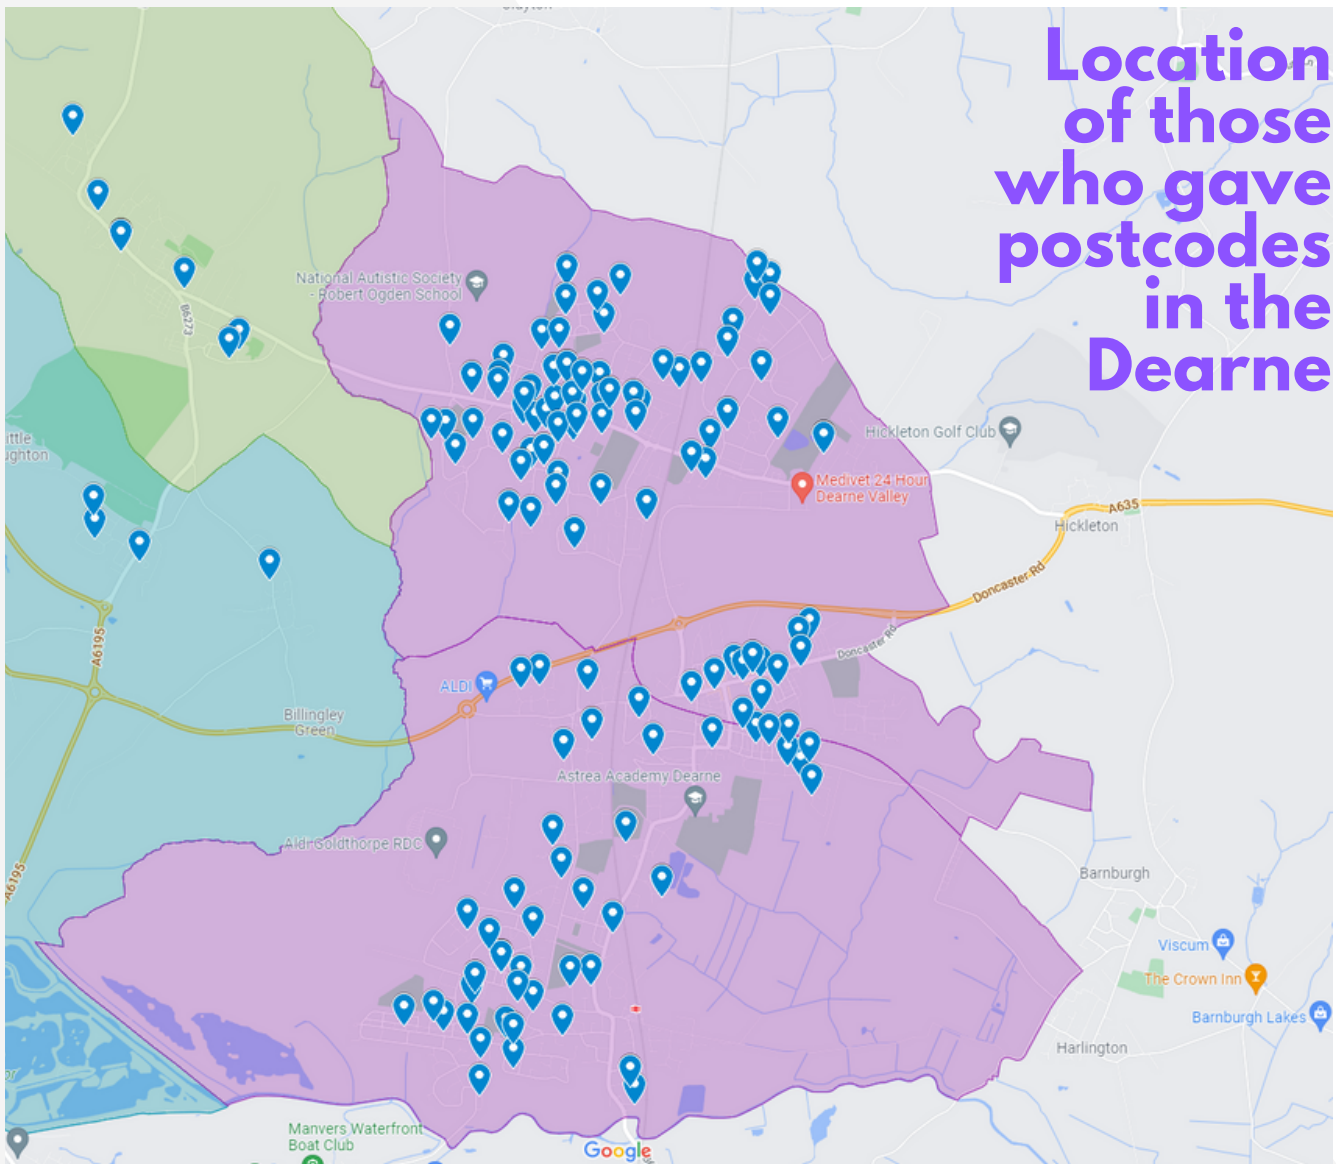 Clayton
Location
of those
who gave
postcodes
in the
Dearne
National Autistic Society
- Robert Ogden School
B6273
Hickleton Golf Club
Medivet 24 Hour
Dearne Valley
A635
Hickleton
Doncaster Rd
Doncaster Rd
A6195
ALDI
Billingley
Green
Astrea Academy Dearne
Aldi Goldthorpe RDC
A6195
Barnburgh
Viscum
The Crown Inn
Barnburgh Lakes
Harlington
Manvers Waterfront
Boat Club
Google